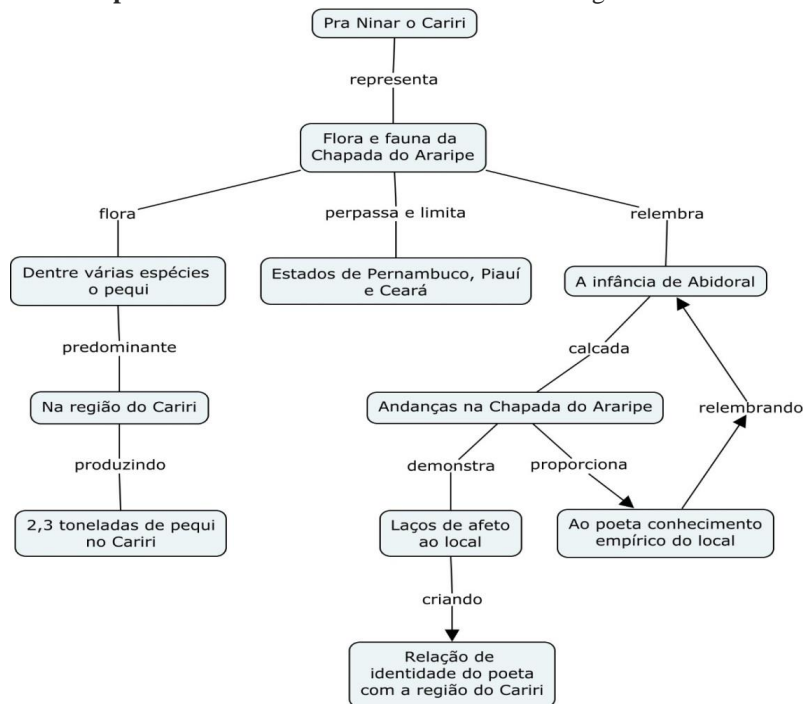 Pra Ninar o Cariri
representa
Flora e fauna da
Chapada do Araripe
flora
perpassa e limita
relembra
Dentre várias espécies
o pequi
Estados de Pernambuco, Piauí
e Ceará
A infância de Abidoral
predominante
calcada
Na região do Cariri
Andanças na Chapada do Araripe
relembrando
produzindo
demonstra
proporciona
2,3 toneladas de pequi
no Cariri
Laços de afeto
ao local
Ao poeta conhecimento
empírico do local
criando
Relação de
identidade do poeta
com a região do Cariri